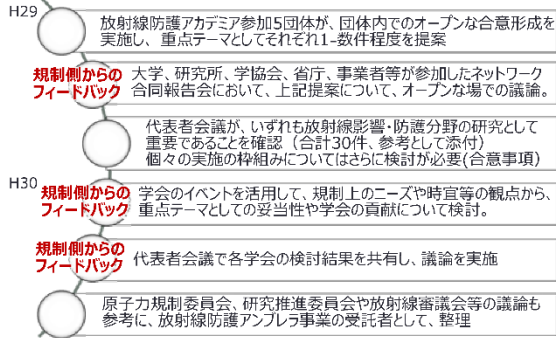 H29
放射線防護アカデミア参加5団体が、団体内でのオープンな合意形成を
実施し、重点テーマとしてそれぞれ1-数件程度を提案
規制側からの
フィードバック
大学、研究所、学協会、省庁、事業者等が参加したネットワーク
合同報告会において、上記提案について、オープンな場での議論。
代表者会議が、いずれも放射線影響・防護分野の研究として
重要であることを確認（合計30件、参考として添付）
個々の実施の枠組みについてはさらに検討が必要(合意事項)
H30
規制側からの
フィードバック
学会のイベントを活用して、規制上のニーズや時宜等の観点から、
重点テーマとしての妥当性や学会の貢献について検討。
規制側からの
フィードバック
代表者会議で各学会の検討結果を共有し、議論を実施
原子力規制委員会、研究推進委員会や放射線審議会等の議論も
参考に、放射線防護アンブレラ事業の受託者として、整理